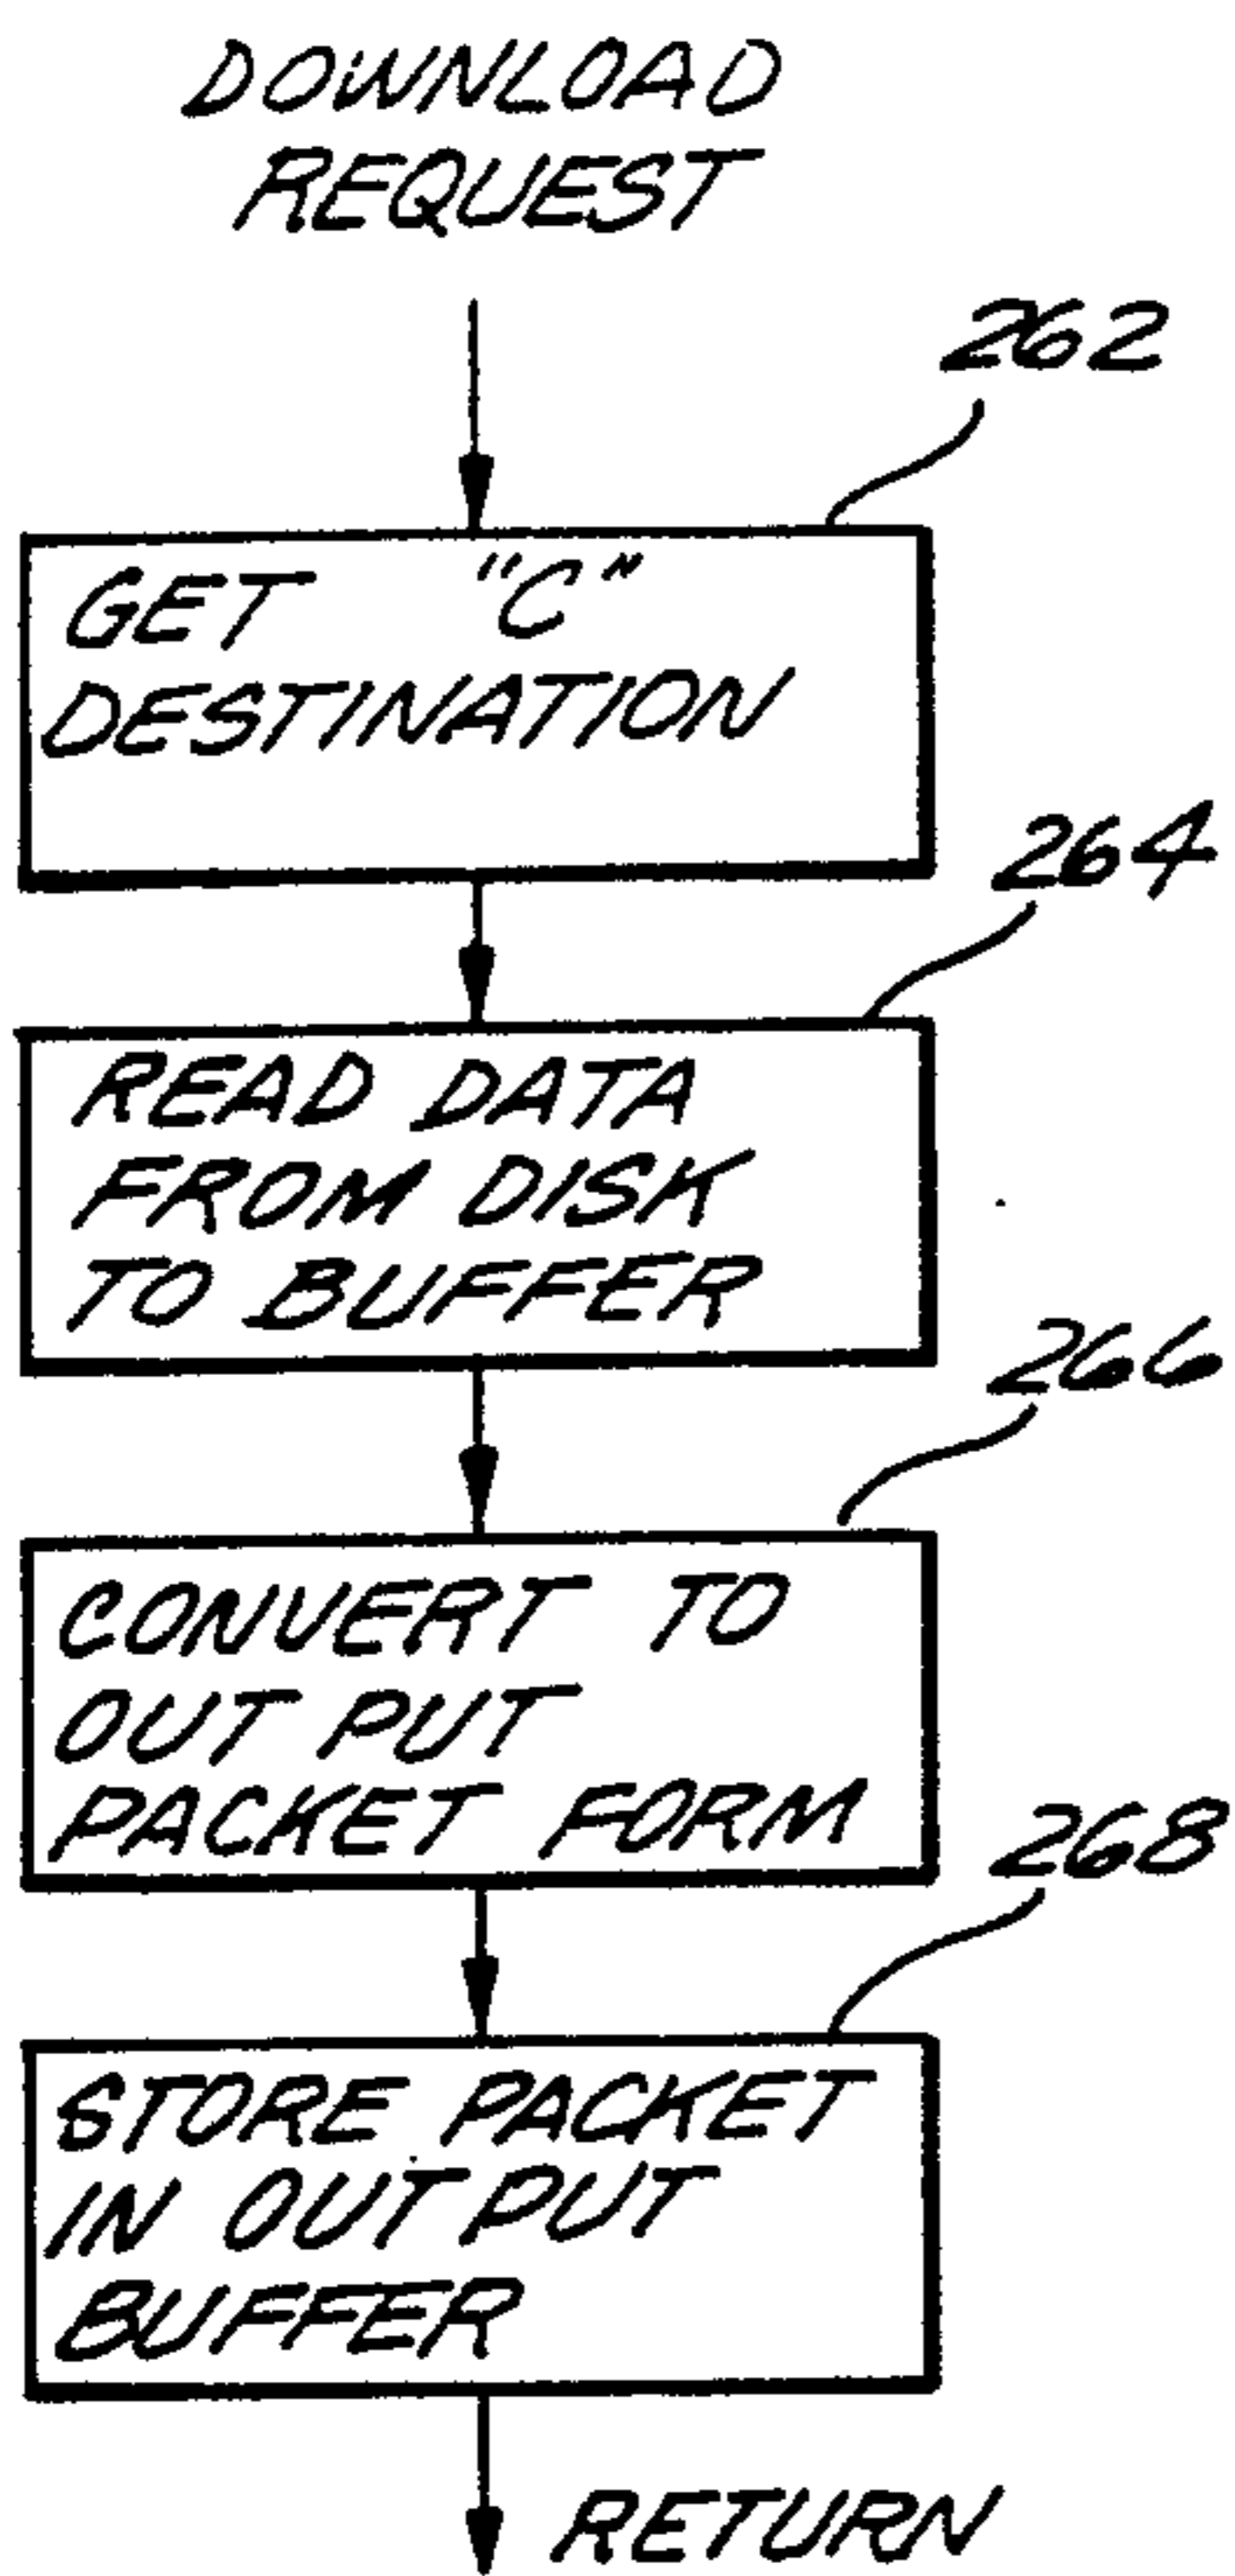 DOWNLOAD
REQUEST
262
GET "C"
DESTINATION
264
READ DATA
FROM DISK
TO BUFFER
266
CONVERT TO
OUT PUT
PACKET FORM
268
STORE PACKET
IN OUT PUT
BUFFER
RETURN